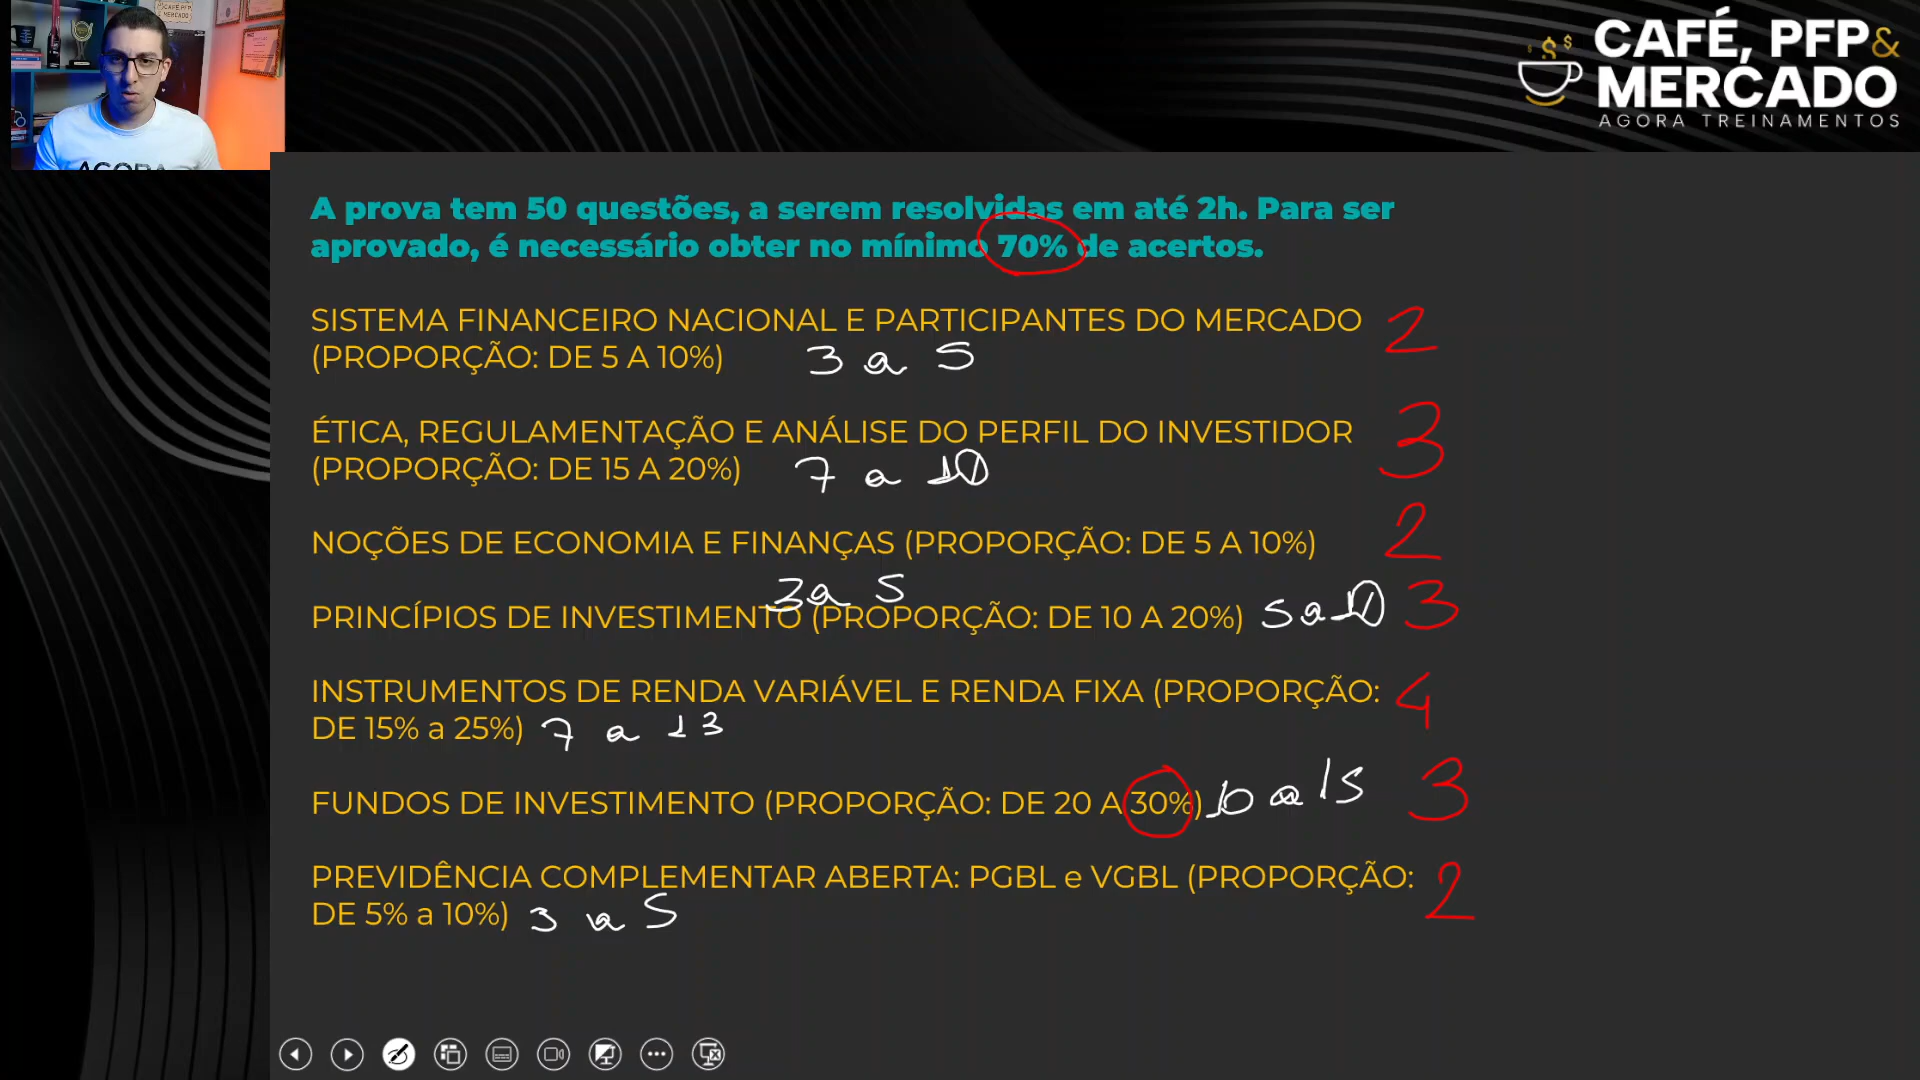 CAFÉ, PFP &
MERCADO
AGORA TREINAMENTOS
CAFÉ, PFP
MERCADO
A prova tem 50 questões, a serem resolvidas em até 2h. Para ser
aprovado, é necessário obter no mínimo 70% de acertos.
SISTEMA FINANCEIRO NACIONAL E PARTICIPANTES DO MERCADO 2
(PROPORÇÃO: DE 5 A 10%) 3 a 5
ÉTICA, REGULAMENTAÇÃO E ANÁLISE DO PERFIL DO INVESTIDOR 3
(PROPORÇÃO: DE 15 A 20%) 7 a 10
NOÇÕES DE ECONOMIA E FINANÇAS (PROPORÇÃO: DE 5 A 10%) 2
3 a 5
PRINCÍPIOS DE INVESTIMENTO (PROPORÇÃO: DE 10 A 20%) 5 a 10 3
INSTRUMENTOS DE RENDA VARIÁVEL E RENDA FIXA (PROPORÇÃO: 4
DE 15% a 25%) 7 a 13
FUNDOS DE INVESTIMENTO (PROPORÇÃO: DE 20 A 30%) 10 a 15 3
PREVIDÊNCIA COMPLEMENTAR ABERTA: PGBL e VGBL (PROPORÇÃO: 2
DE 5% a 10%) 3 a 5